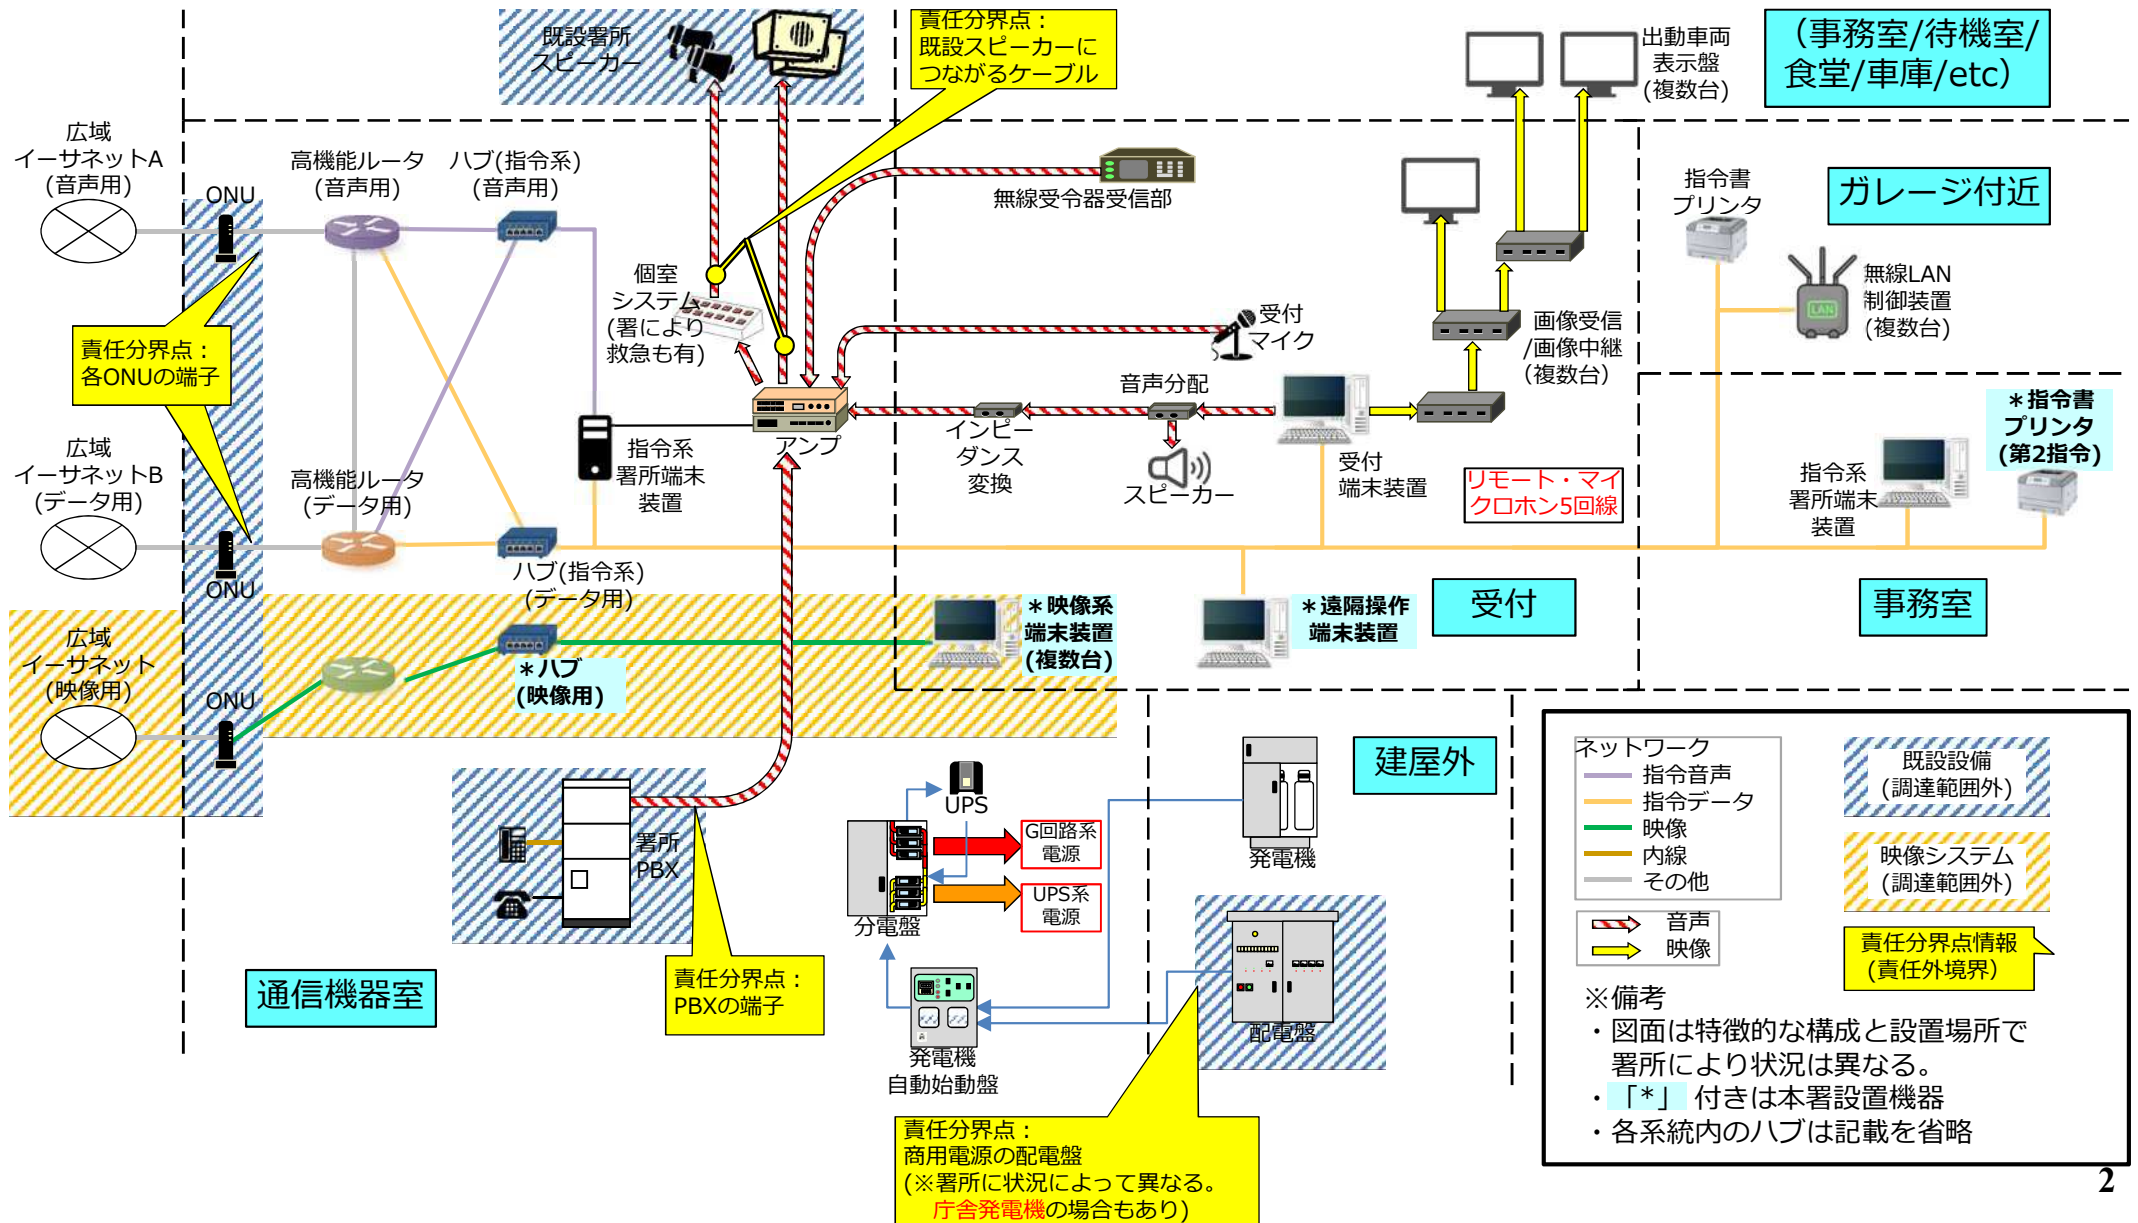 既設署所
スピーカー
責任分界点：
既設スピーカーに
つながるケーブル
出動車両
表示盤
(複数台)
（事務室/待機室/
食堂/車庫/etc）
広域
イーサネットA
(音声用)
ONU
高機能ルータ
(音声用)
ハブ(指令系)
(音声用)
無線受令器受信部
指令書
プリンタ
ガレージ付近
無線LAN
制御装置
(複数台)
LAN
個室
システム
(署により
救急も有)
受付
マイク
画像受信
/画像中継
（複数台）
責任分界点：
各ONUの端子
音声分配
アンプ
インピー
ダンス
変換
スピーカー
受付
端末装置
リモート・マイ
クロホン5回線
＊指令書
プリンタ
(第2指令)
指令系
署所端末
装置
広域
イーサネットB
(データ用)
高機能ルータ
(データ用)
指令系
署所端末
装置
ONU
ハブ(指令系)
(データ用)
＊映像系
端末装置
(複数台)
＊遠隔操作
端末装置
受付
事務室
広域
イーサネット
(映像用)
ONU
＊ハブ
(映像用)
署所
PBX
責任分界点：
PBXの端子
通信機器室
UPS
G回路系
電源
UPS系
電源
分電盤
発電機
自動始動盤
発電機
建屋外
配電盤
責任分界点：
商用電源の配電盤
(※署所に状況によって異なる。
庁舎発電機の場合もあり)
ネットワーク
指令音声
指令データ
映像
内線
その他
音声
映像
既設設備
(調達範囲外)
映像システム
(調達範囲外)
責任分界点情報
(責任外境界）
※備考
・図面は特徴的な構成と設置場所で
署所により状況は異なる。
・「*」 付きは本署設置機器
・各系統内のハブは記載を省略
2